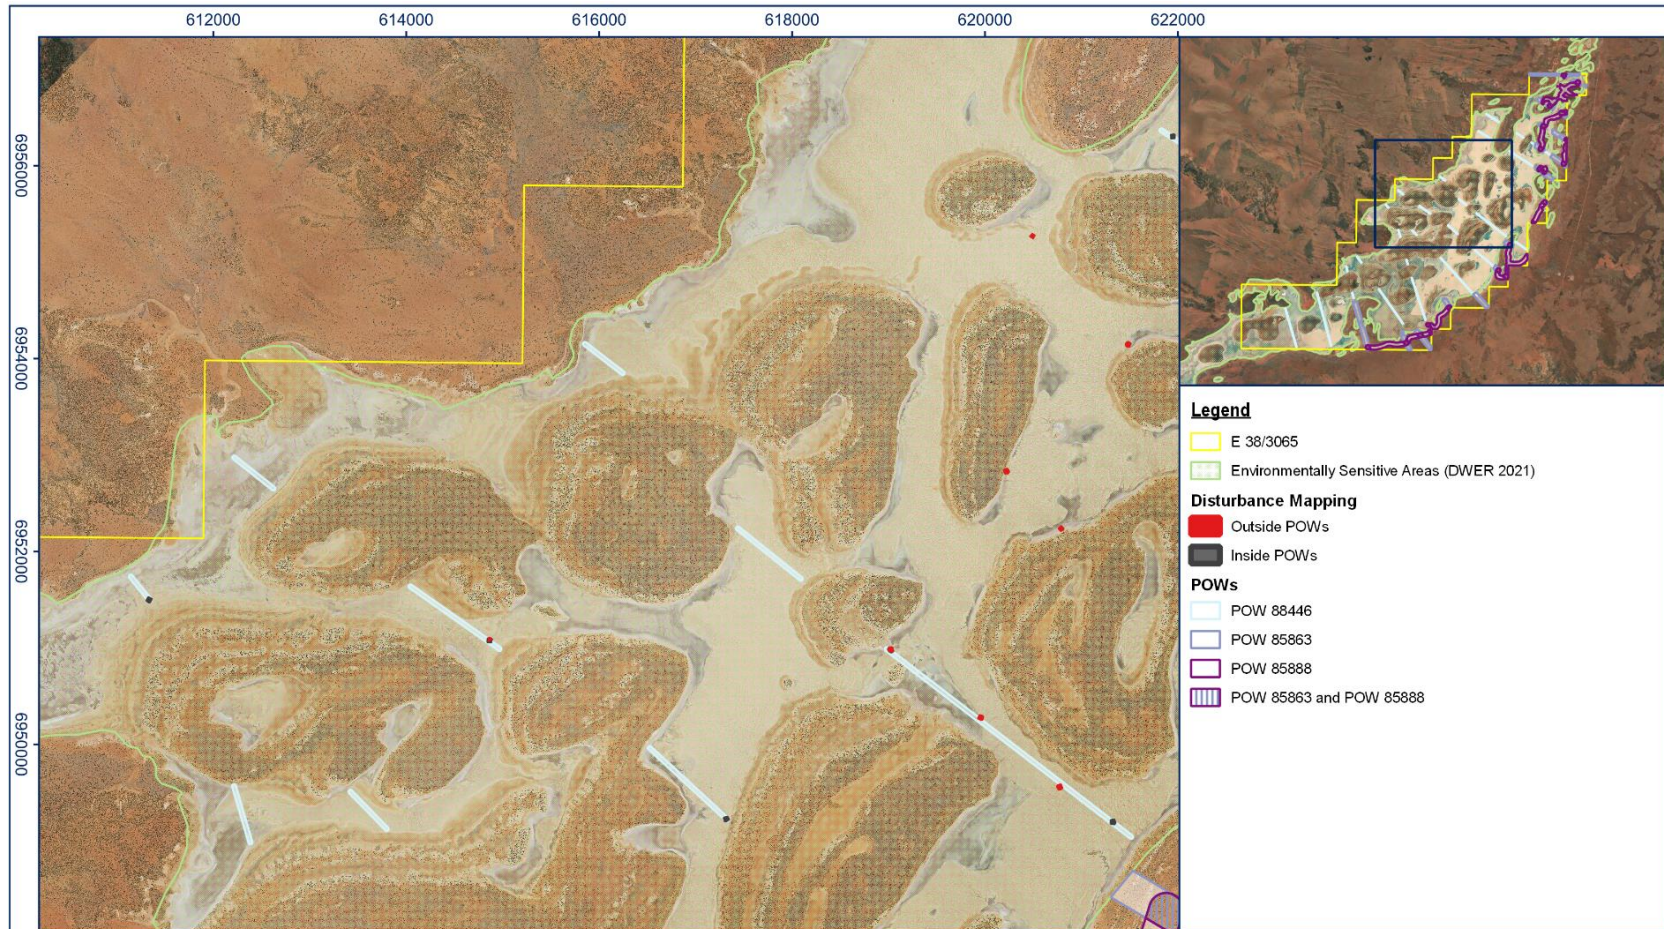 612000 614000 616000 618000 620000 622000
6956000
6954000
6952000
6950000
Legend
E 38/3065
Environmentally Sensitive Areas (DWER 2021)
Disturbance Mapping
Outside POWs
Inside POWs
POWs
POW 88446
POW 85863
POW 85888
POW 85863 and POW 85888